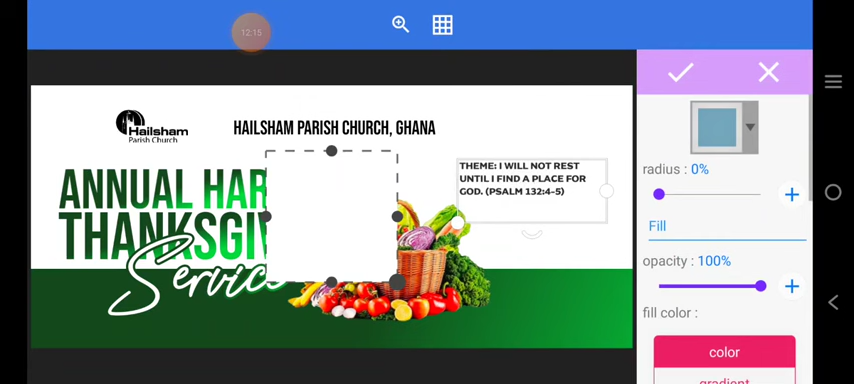 12:15
Hailsham
Parish Church
HAILSHAM PARISH CHURCH, GHANA
ANNUAL HAR
THANKSGIV
Service
THEME: I WILL NOT REST
UNTIL I FIND A PLACE FOR
GOD. (PSALM 132:4-5)
radius : 0%
Fill
opacity : 100%
fill color :
color
gradient